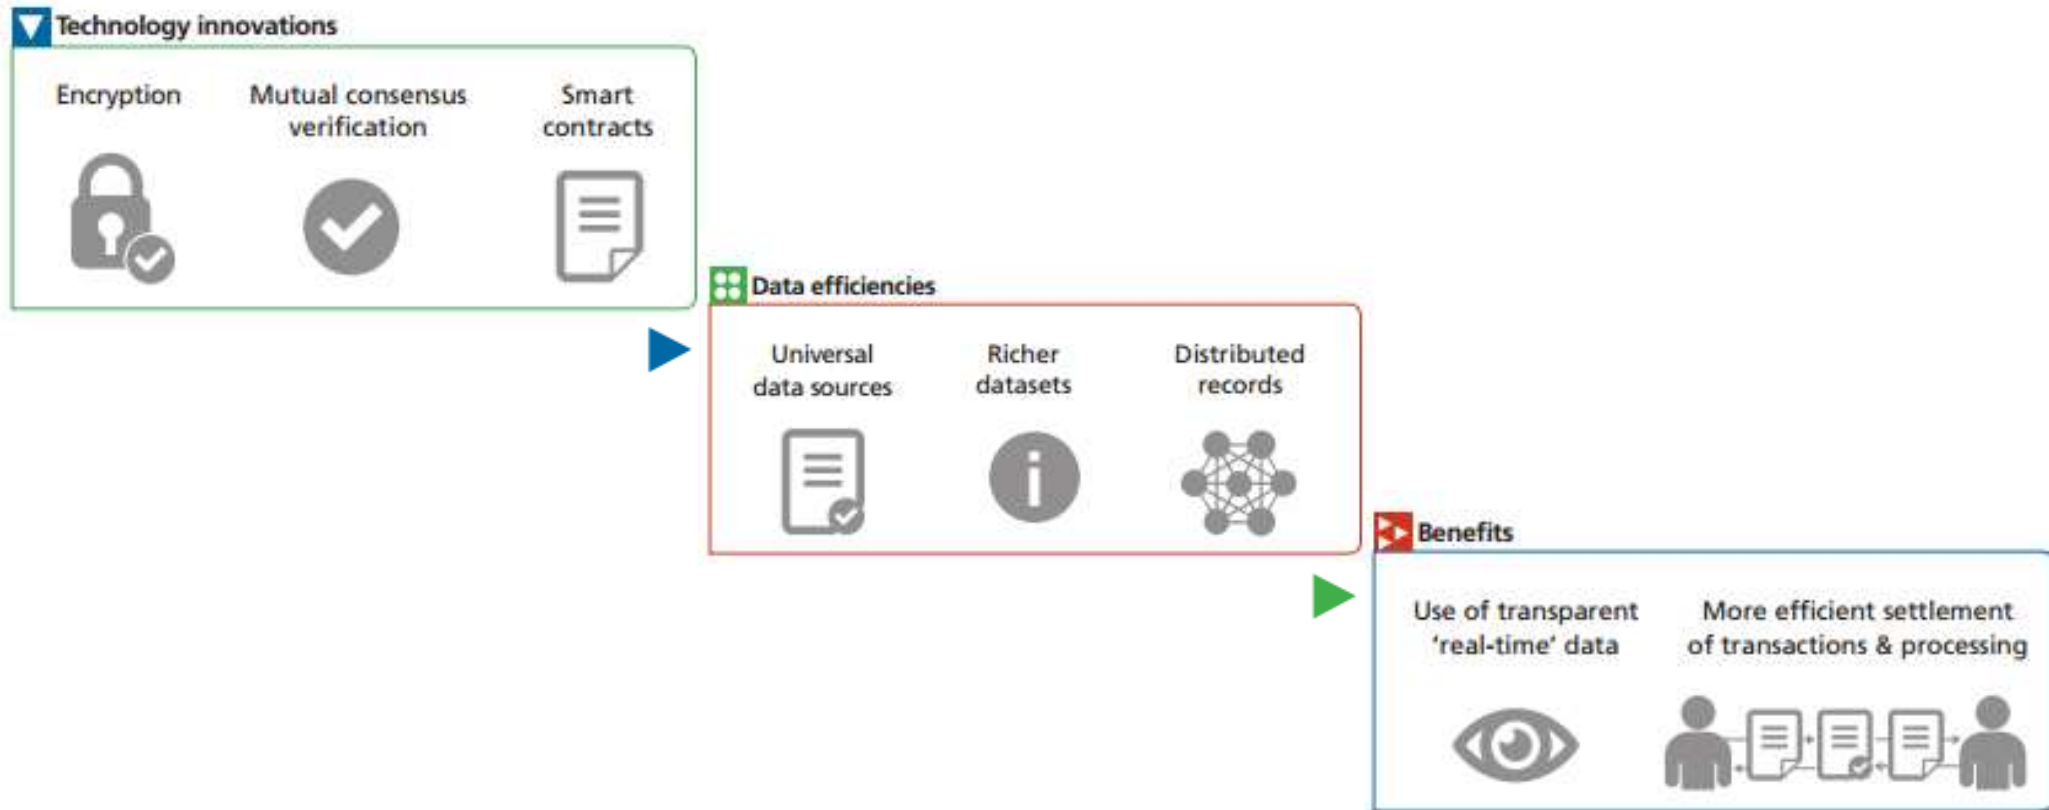 Technology innovations
Encryption
Mutual consensus
verification
Smart
contracts
Data efficiencies
Universal
data sources
Richer
datasets
Distributed
records
Benefits
Use of transparent
‘real-time’ data
More efficient settlement
of transactions & processing